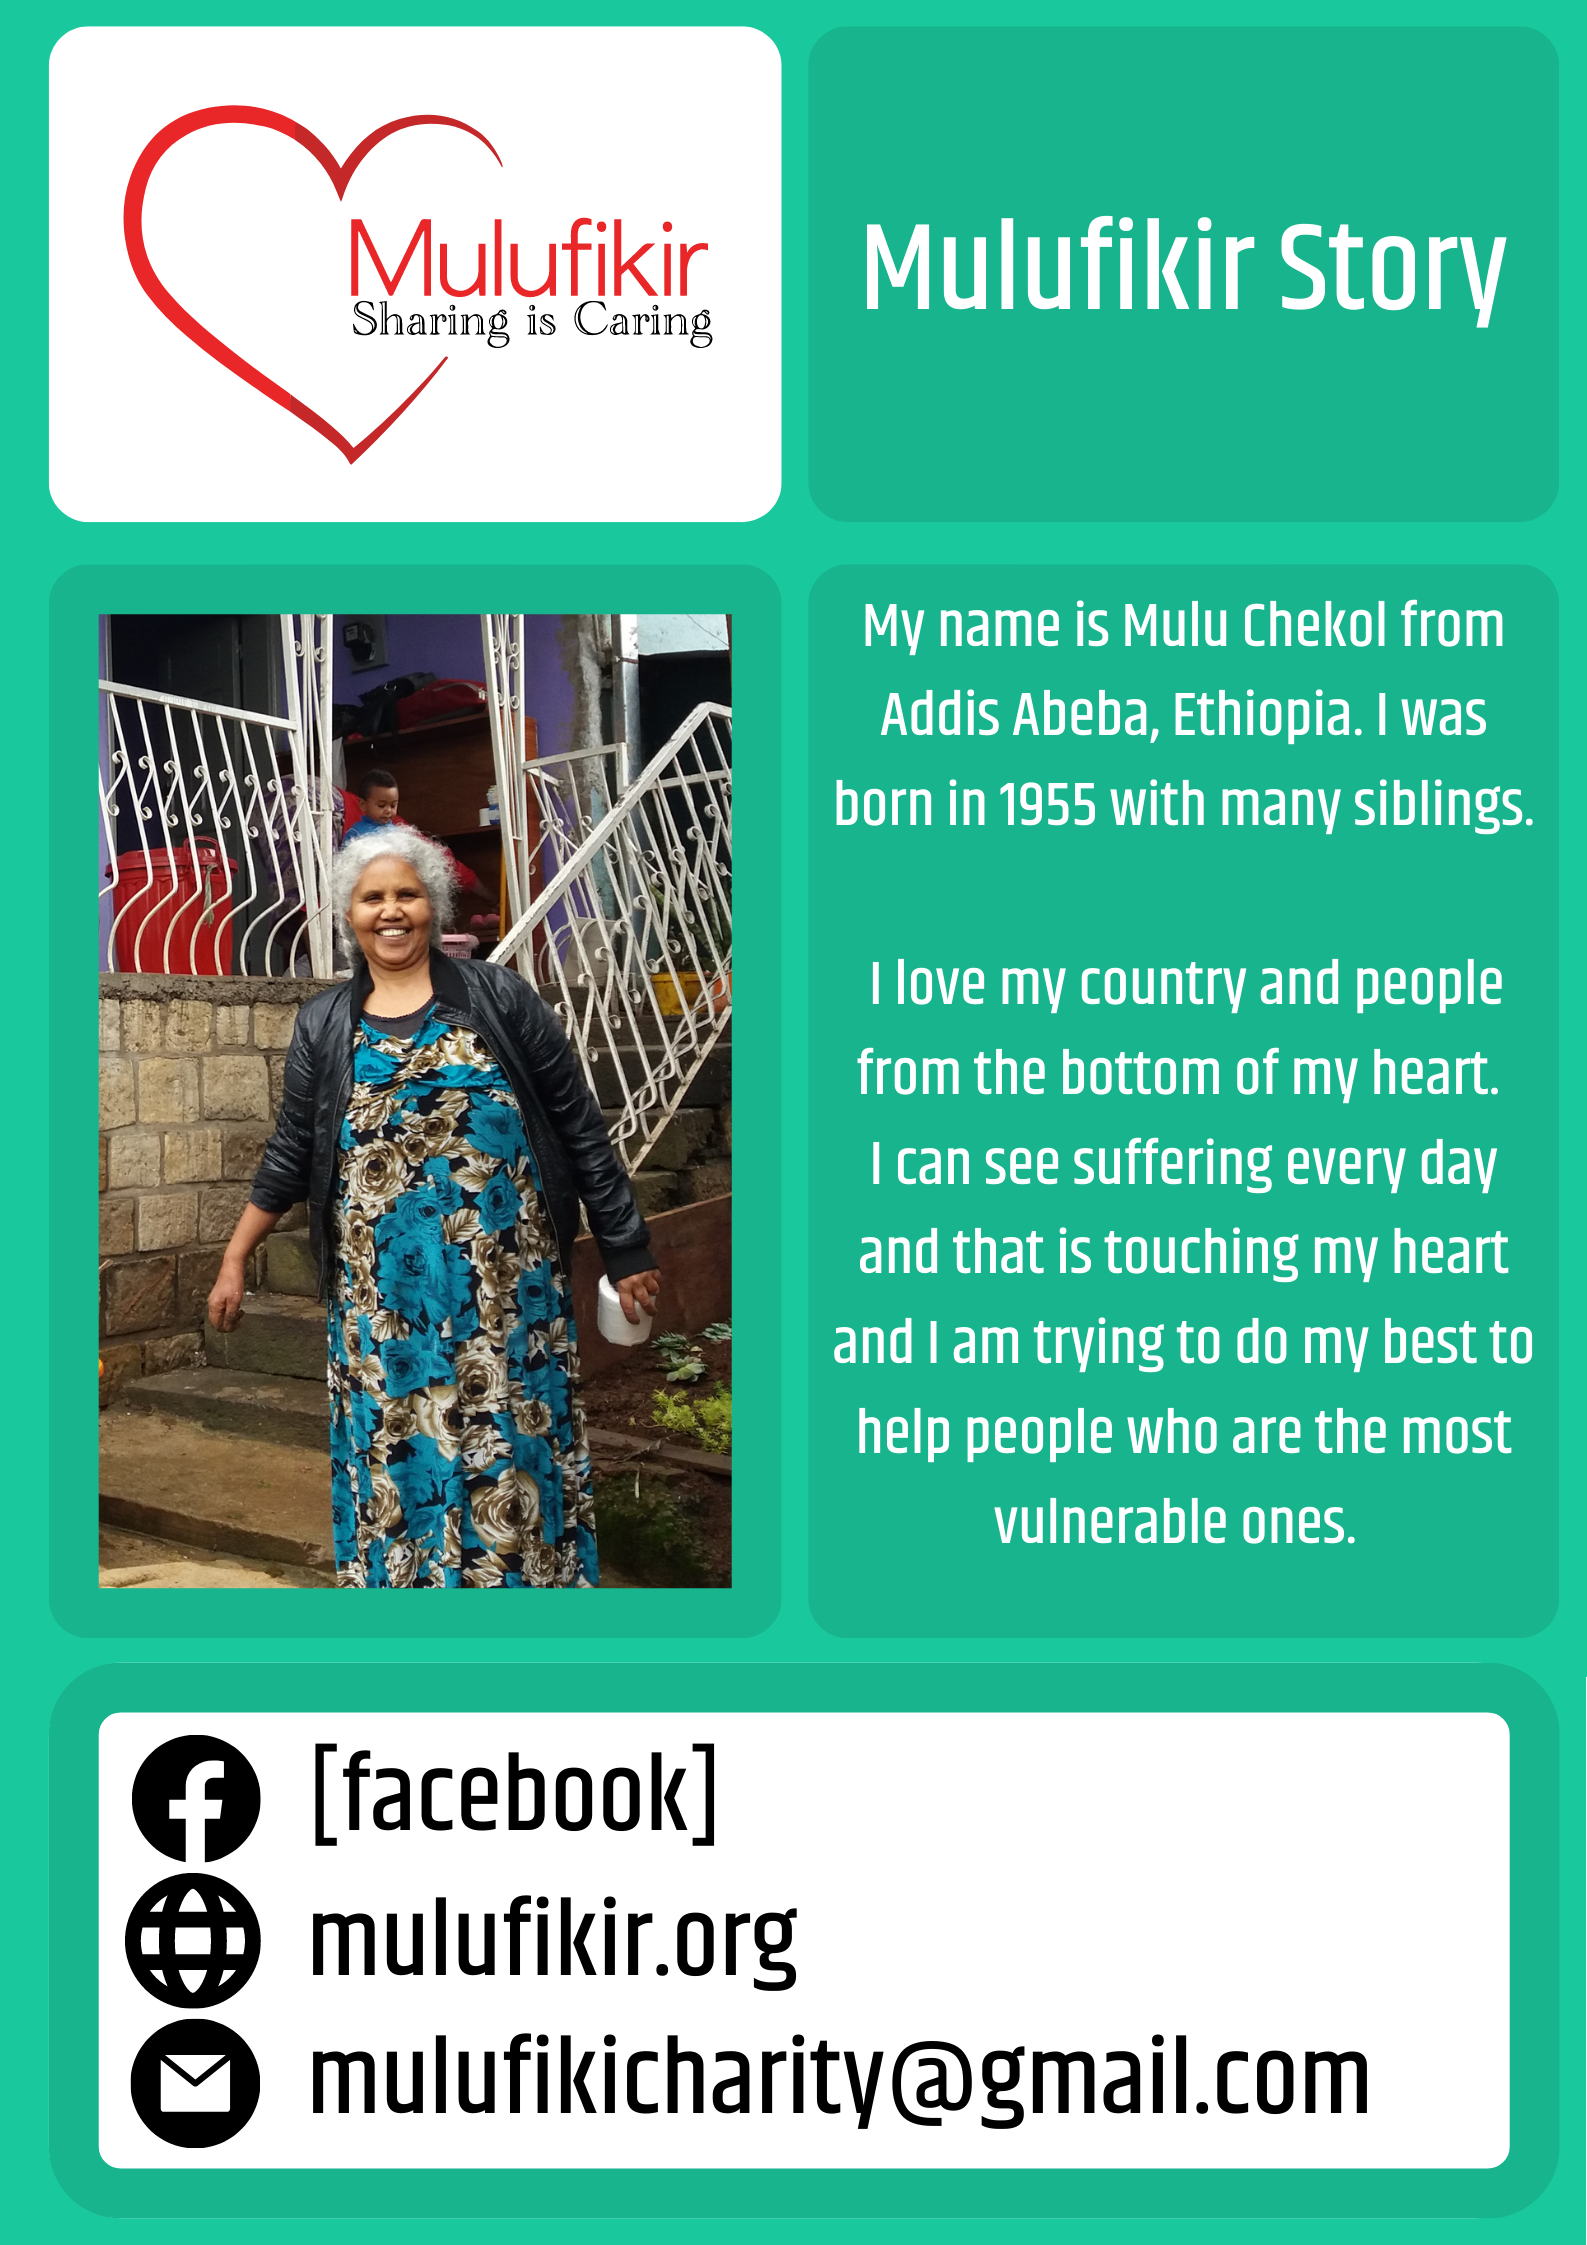 Mulufikir
Sharing is Caring
Mulufikir Story
My name is Mulu Chekol from
Addis Abeba, Ethiopia. I was
born in 1955 with many siblings.
I love my country and people
from the bottom of my heart.
I can see suffering every day
and that is touching my heart
and I am trying to do my best to
help people who are the most
vulnerable ones.
[facebook]
mulufikir.org
mulufikicharity@gmail.com